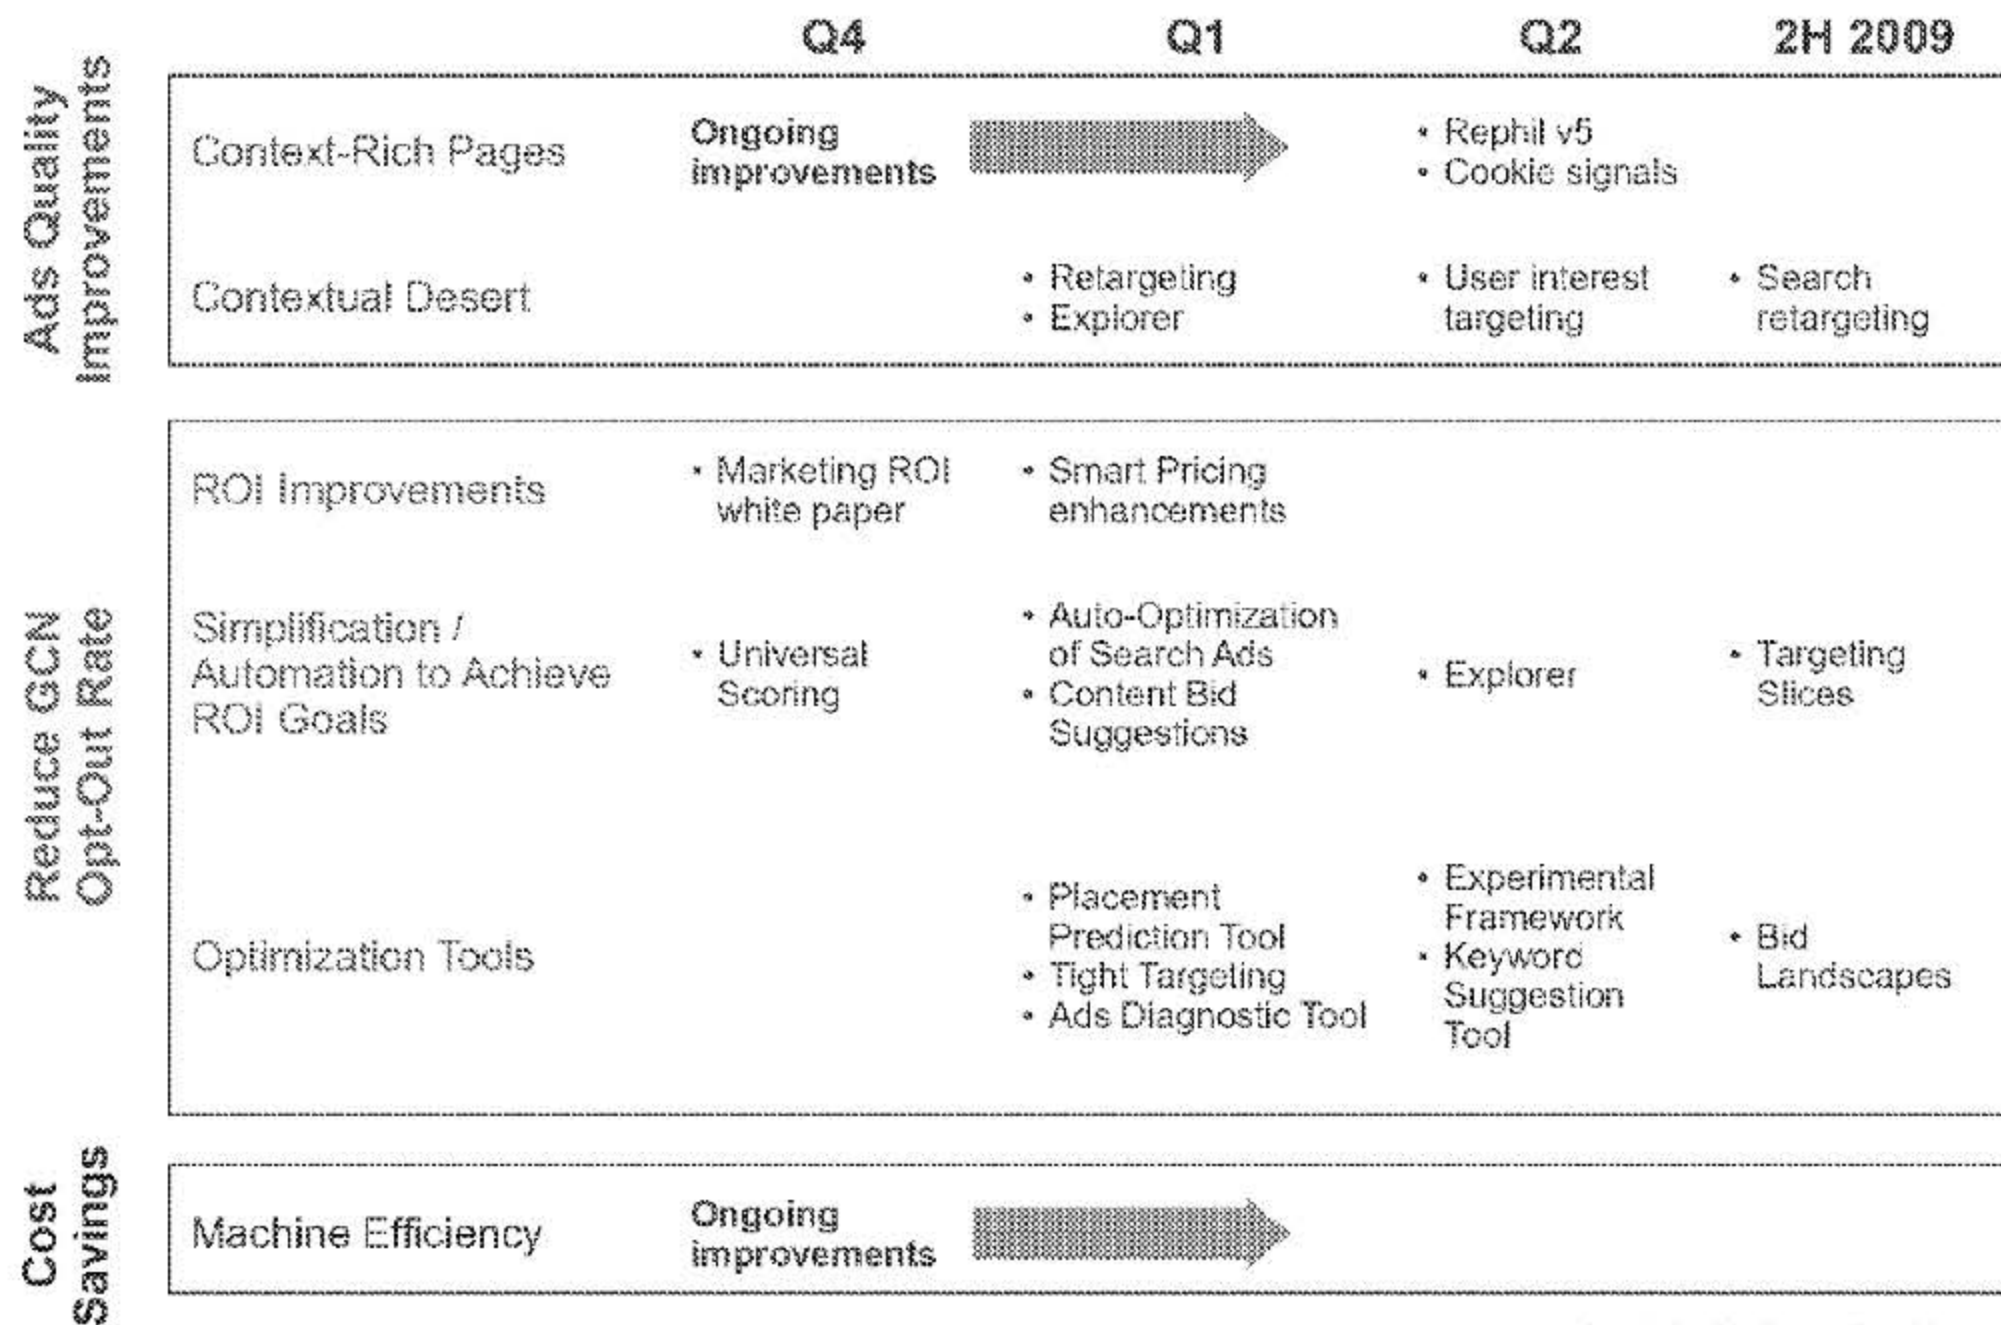 Q4 Q1 Q2 2H 2009
Ads Quality
Improvements
Context-Rich Pages
Ongoing
improvements
• Rephil v5
• Cookie signals
Contextual Desert
• Retargeting
• Explorer
• User interest
targeting
• Search
retargeting
Reduce GCN
Opt-Out Rate
ROI Improvements
• Marketing ROI
white paper
• Smart Pricing
enhancements
Simplification /
Automation to Achieve
ROI Goals
• Universal
Scoring
• Auto-Optimization
of Search Ads
• Content Bid
Suggestions
• Explorer
• Targeting
Slices
Optimization Tools
• Placement
Prediction Tool
• Tight Targeting
• Ads Diagnostic Tool
• Experimental
Framework
• Keyword
Suggestion
Tool
• Bid
Landscapes
Cost
Savings
Machine Efficiency
Ongoing
improvements